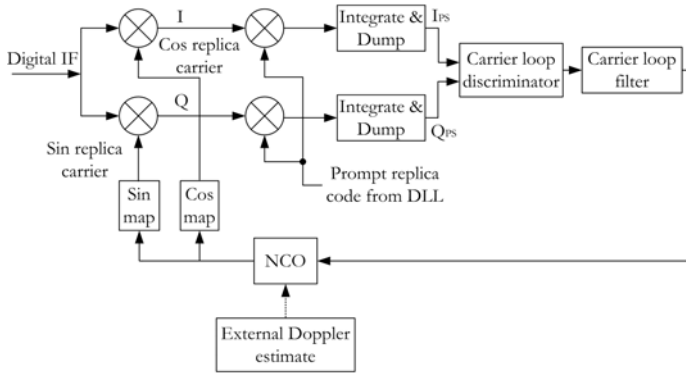 Digital IF
I
Cos replica
carrier
Integrate &
Dump
IPS
Carrier loop
discriminator
Carrier loop
filter
Q
Integrate &
Dump
QPS
Sin replica
carrier
Prompt replica
code from DLL
Sin
map
Cos
map
NCO
External Doppler
estimate